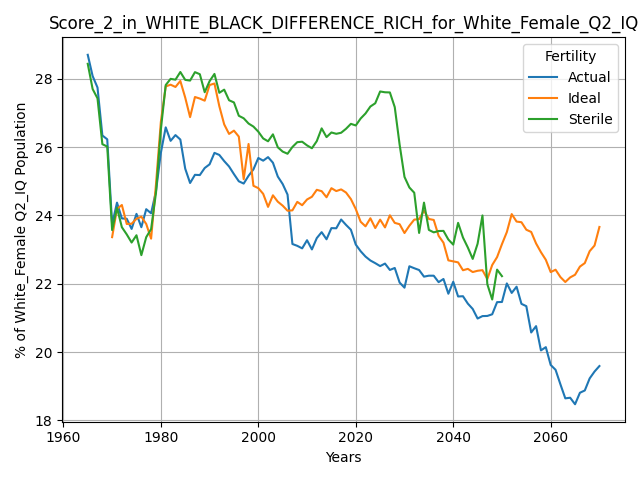 Score_2_in_WHITE_BLACK_DIFFERENCE_RICH_for_White_Female_Q2_IQ
Fertility
Actual
Ideal
Sterile
% of White_Female Q2_IQ Population
28
26
24
22
20
18
1960
1980
2000
2020
2040
2060
Years